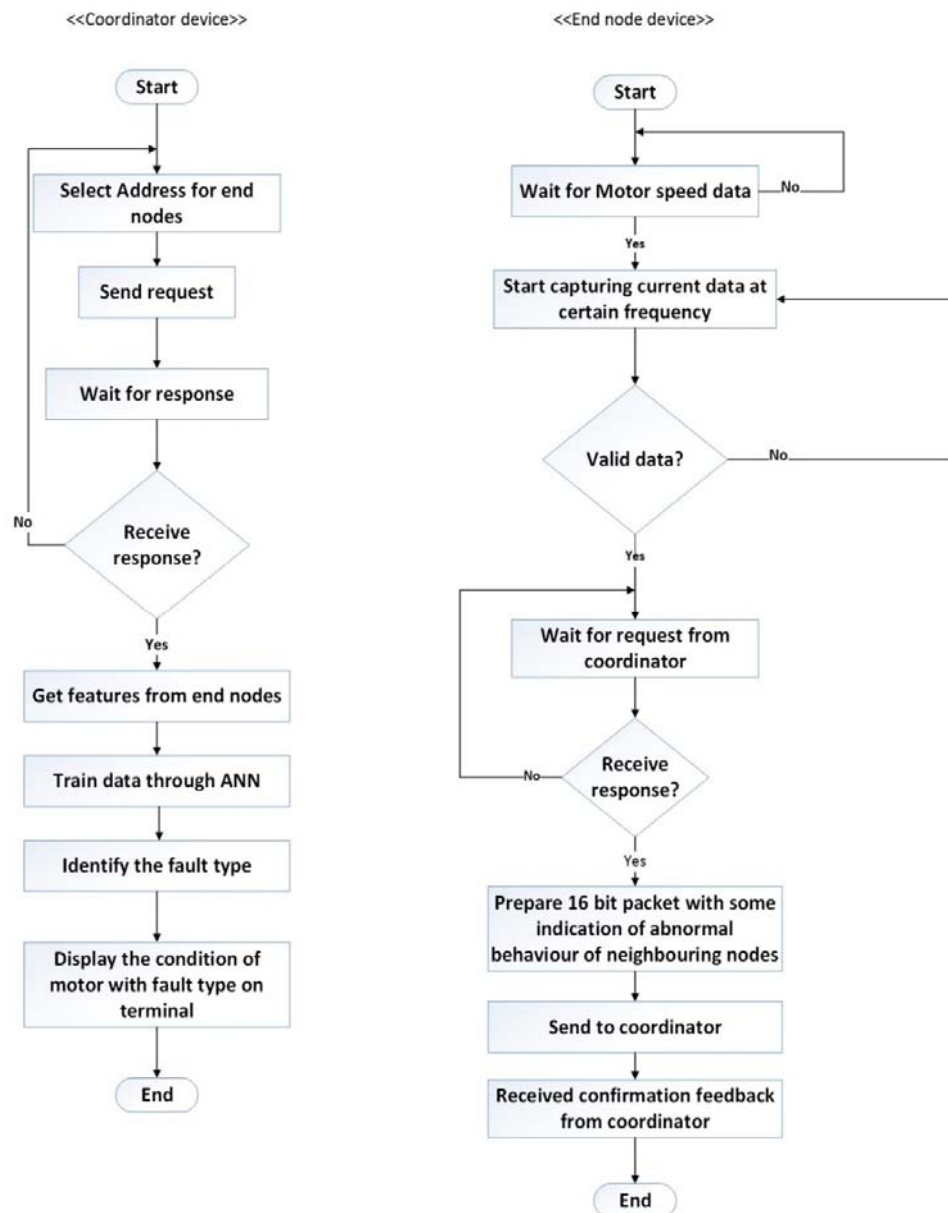 <<Coordinator device>>
Start
Select Address for end
nodes
Send request
Wait for response
No
Receive
response?
Yes
Get features from end nodes
Train data through ANN
Identify the fault type
Display the condition of
motor with fault type on
terminal
End
<<End node device>>
Start
Wait for Motor speed data
No
Yes
Start capturing current data at
certain frequency
Valid data?
No
Yes
Wait for request from
coordinator
No
Receive
response?
Yes
Prepare 16 bit packet with some
indication of abnormal
behaviour of neighbouring nodes
Send to coordinator
Received confirmation feedback
from coordinator
End